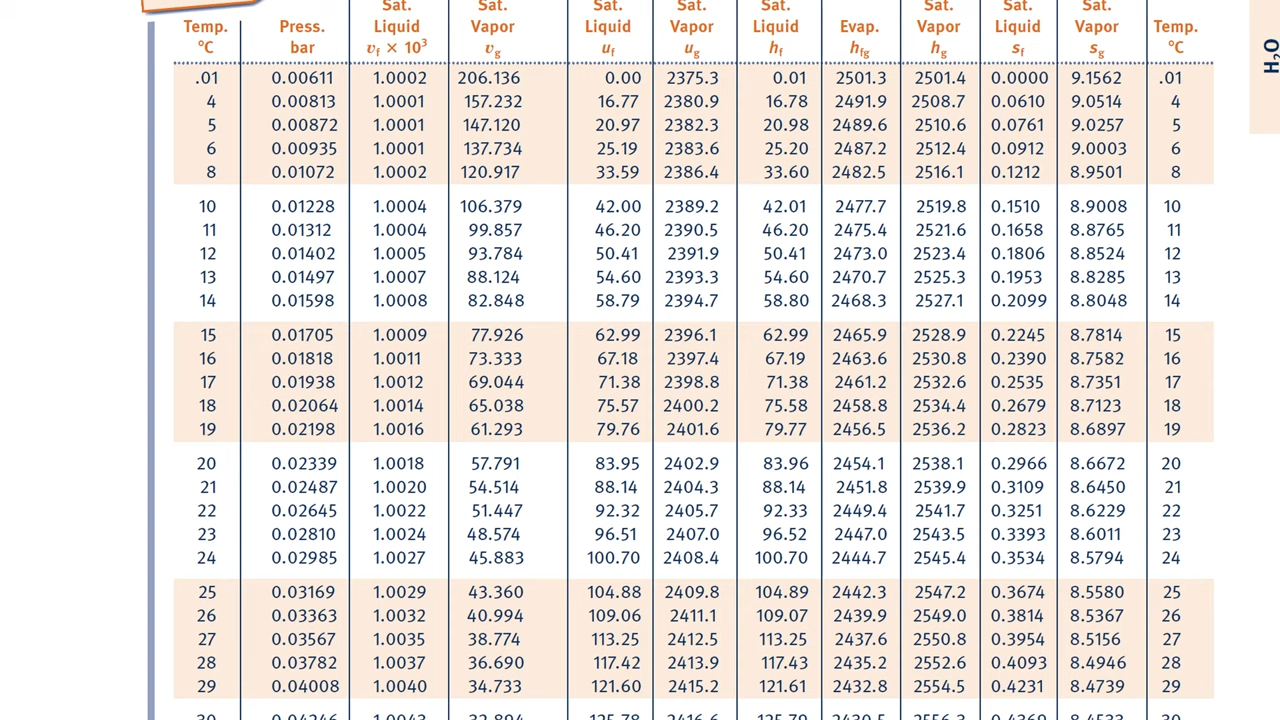 Sat. Sat. Sat. Sat. Sat. Sat. Sat. Sat.
Temp. Press. Liquid Vapor Liquid Vapor Liquid Evap. Vapor Liquid Vapor Temp.
°C bar vf × 10³ vg uf ug hf hfg hg sf sg °C
.01 0.00611 1.0002 206.136 0.00 2375.3 0.01 2501.3 2501.4 0.0000 9.1562 .01
4 0.00813 1.0001 157.232 16.77 2380.9 16.78 2491.9 2508.7 0.0610 9.0514 4
5 0.00872 1.0001 147.120 20.97 2382.3 20.98 2489.6 2510.6 0.0761 9.0257 5
6 0.00935 1.0001 137.734 25.19 2383.6 25.20 2487.2 2512.4 0.0912 9.0003 6
8 0.01072 1.0002 120.917 33.59 2386.4 33.60 2482.5 2516.1 0.1212 8.9501 8
10 0.01228 1.0004 106.379 42.00 2389.2 42.01 2477.7 2519.8 0.1510 8.9008 10
11 0.01312 1.0004 99.857 46.20 2390.5 46.20 2475.4 2521.6 0.1658 8.8765 11
12 0.01402 1.0005 93.784 50.41 2391.9 50.41 2473.0 2523.4 0.1806 8.8524 12
13 0.01497 1.0007 88.124 54.60 2393.3 54.60 2470.7 2525.3 0.1953 8.8285 13
14 0.01598 1.0008 82.848 58.79 2394.7 58.80 2468.3 2527.1 0.2099 8.8048 14
15 0.01705 1.0009 77.926 62.99 2396.1 62.99 2465.9 2528.9 0.2245 8.7814 15
16 0.01818 1.0011 73.333 67.18 2397.4 67.19 2463.6 2530.8 0.2390 8.7582 16
17 0.01938 1.0012 69.044 71.38 2398.8 71.38 2461.2 2532.6 0.2535 8.7351 17
18 0.02064 1.0014 65.038 75.57 2400.2 75.58 2458.8 2534.4 0.2679 8.7123 18
19 0.02198 1.0016 61.293 79.76 2401.6 79.77 2456.5 2536.2 0.2823 8.6897 19
20 0.02339 1.0018 57.791 83.95 2402.9 83.96 2454.1 2538.1 0.2966 8.6672 20
21 0.02487 1.0020 54.514 88.14 2404.3 88.14 2451.8 2539.9 0.3109 8.6450 21
22 0.02645 1.0022 51.447 92.32 2405.7 92.33 2449.4 2541.7 0.3251 8.6229 22
23 0.02810 1.0024 48.574 96.51 2407.0 96.52 2447.0 2543.5 0.3393 8.6011 23
24 0.02985 1.0027 45.883 100.70 2408.4 100.70 2444.7 2545.4 0.3534 8.5794 24
25 0.03169 1.0029 43.360 104.88 2409.8 104.89 2442.3 2547.2 0.3674 8.5580 25
26 0.03363 1.0032 40.994 109.06 2411.1 109.07 2439.9 2549.0 0.3814 8.5367 26
27 0.03567 1.0035 38.774 113.25 2412.5 113.25 2437.6 2550.8 0.3954 8.5156 27
28 0.03782 1.0037 36.690 117.42 2413.9 117.43 2435.2 2552.6 0.4093 8.4946 28
29 0.04008 1.0040 34.733 121.60 2415.2 121.61 2432.8 2554.5 0.4231 8.4739 29
H₂O